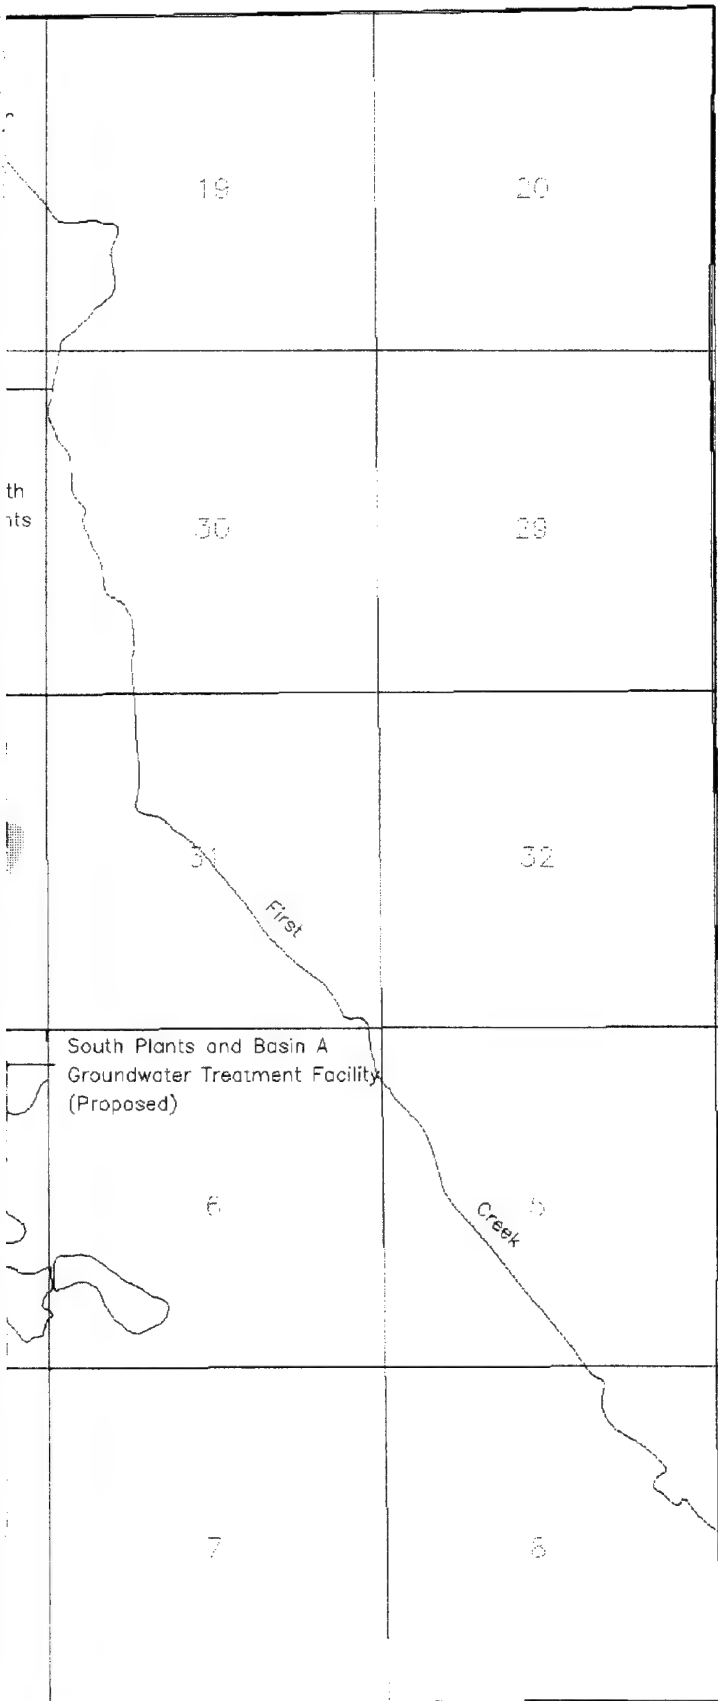 19
20
th
nts
30
29
31
32
First
South Plants and Basin A
Groundwater Treatment Facility
(Proposed)
6
5
Creek
7
8